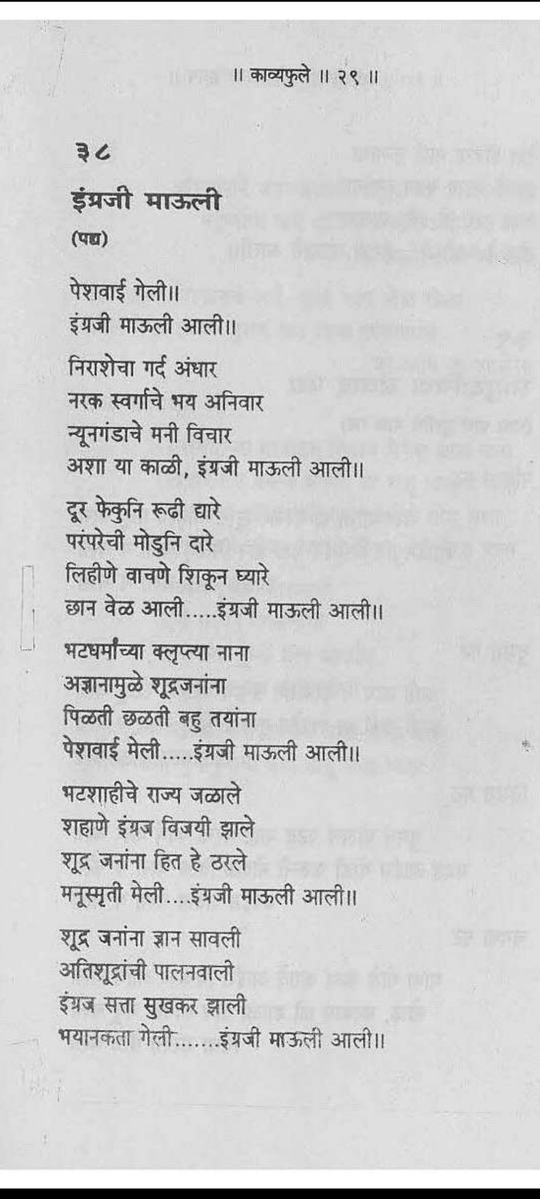 ॥ काव्यफुले ॥ २९ ॥
३८
इंग्रजी माऊली
(पद्य)
पेशवाई गेली॥
इंग्रजी माऊली आली॥
निराशेचा गर्द अंधार
नरक स्वर्गाचे भय अनिवार
न्यूनगंडाचे मनी विचार
अशा या काळी, इंग्रजी माऊली आली॥
दूर फेकुनि रूढी द्यारे
परंपरेची मोडुनि दारे
लिहीणे वाचणे शिकून घ्यारे
छान वेळ आली.....इंग्रजी माऊली आली॥
भटधर्मांच्या क्लृप्त्या नाना
अज्ञानामुळे शूद्रजनांना
पिळती छळती बहु तयांना
पेशवाई मेली.....इंग्रजी माऊली आली॥
भटशाहीचे राज्य जळाले
शहाणे इंग्रज विजयी झाले
शूद्र जनांना हित हे ठरले
मनूस्मृती मेली....इंग्रजी माऊली आली॥
शूद्र जनांना ज्ञान सावली
अतिशूद्रांची पालनवाली
इंग्रज सत्ता सुखकर झाली
भयानकता गेली........इंग्रजी माऊली आली॥